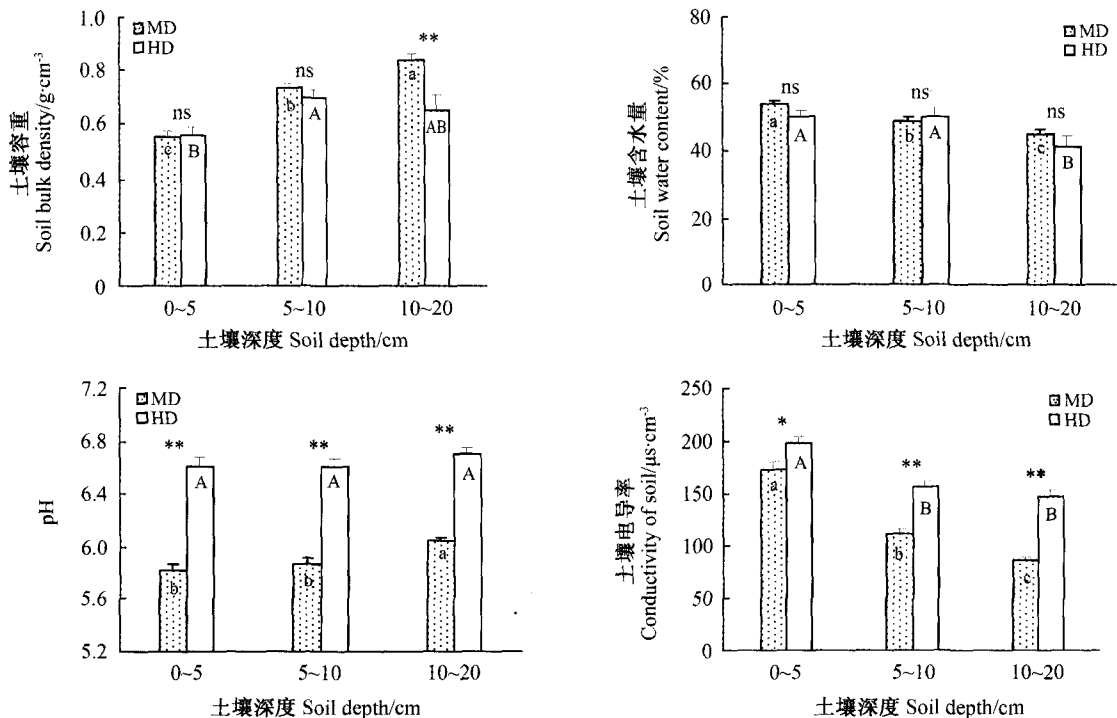 1.0
0.8
0.6
0.4
0.2
0
土壤容重
Soil bulk density/g·cm⁻³
MD
HD
ns
c
B
ns
b
A
**
a
AB
0~5
5~10
10~20
土壤深度 Soil depth/cm
80
60
40
20
0
土壤含水量
Soil water content/%
MD
HD
ns
a
A
ns
b
A
ns
c
B
0~5
5~10
10~20
土壤深度 Soil depth/cm
7.2
6.8
6.4
6.0
5.6
5.2
pH
MD
HD
**
b
A
**
b
A
**
a
A
0~5
5~10
10~20
土壤深度 Soil depth/cm
250
200
150
100
50
0
土壤电导率
Conductivity of soil/μs·cm⁻³
MD
HD
*
a
A
**
b
B
**
c
B
0~5
5~10
10~20
土壤深度 Soil depth/cm